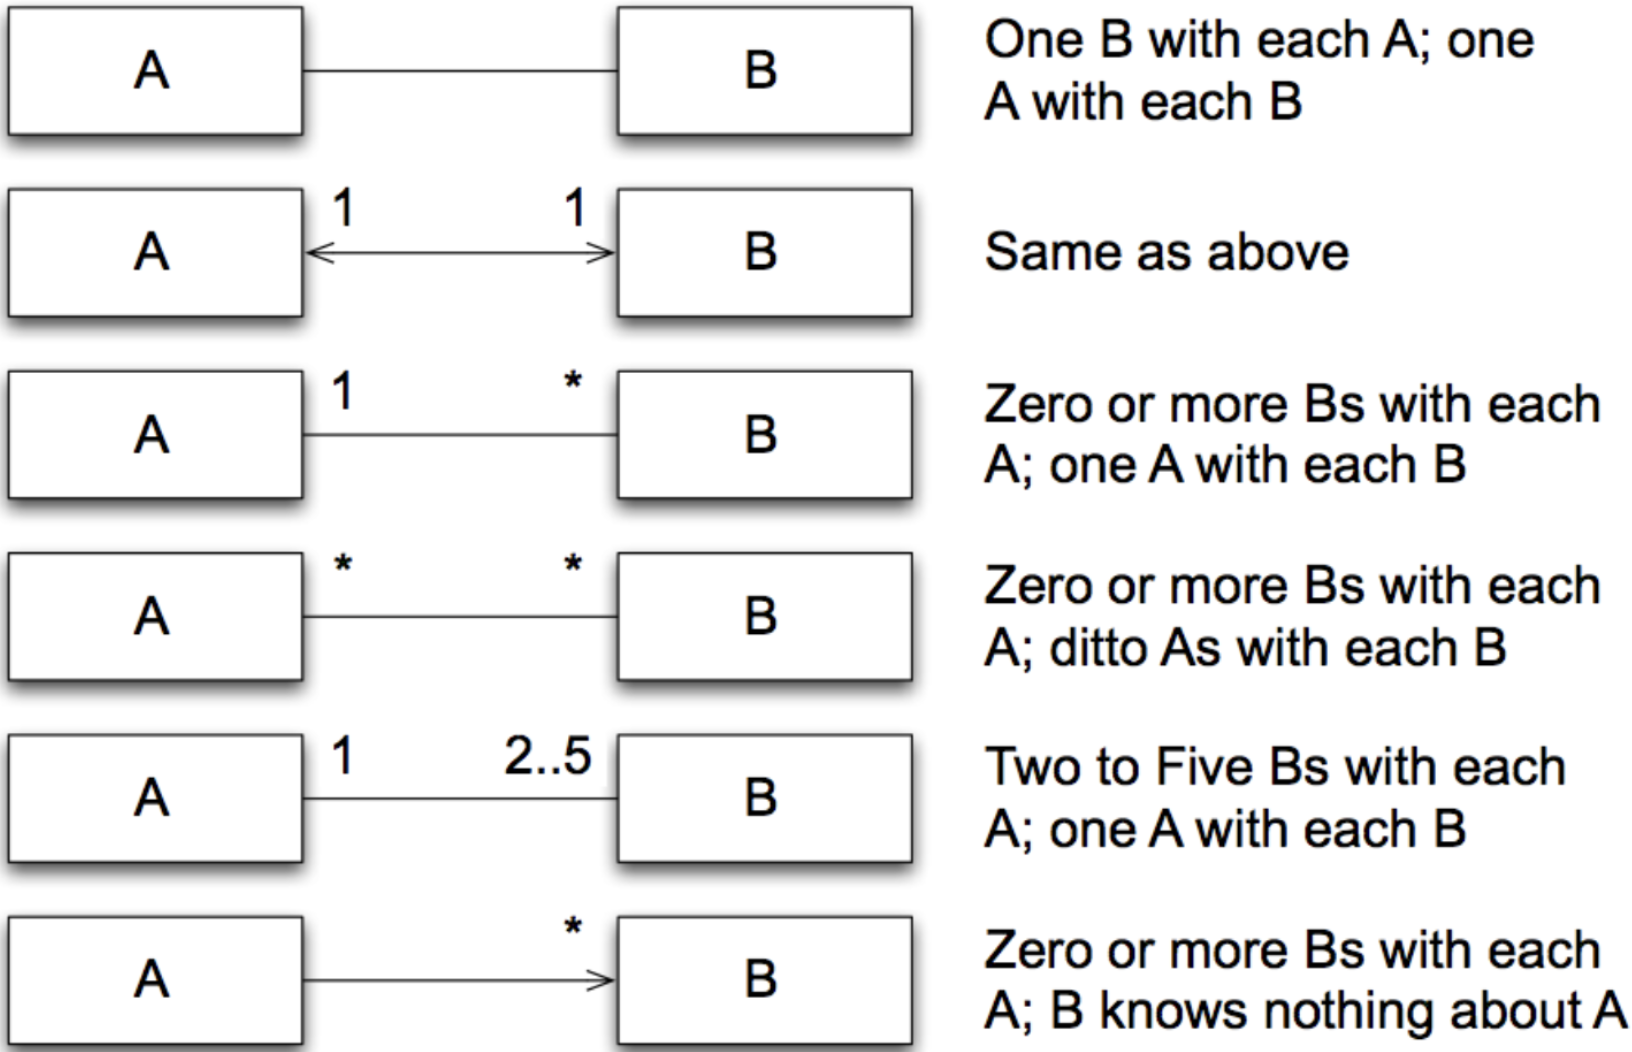 A
B
One B with each A; one
A with each B
A
1
1
B
Same as above
A
1
*
B
Zero or more Bs with each
A; one A with each B
A
*
*
B
Zero or more Bs with each
A; ditto As with each B
A
1
2..5
B
Two to Five Bs with each
A; one A with each B
A
*
B
Zero or more Bs with each
A; B knows nothing about A